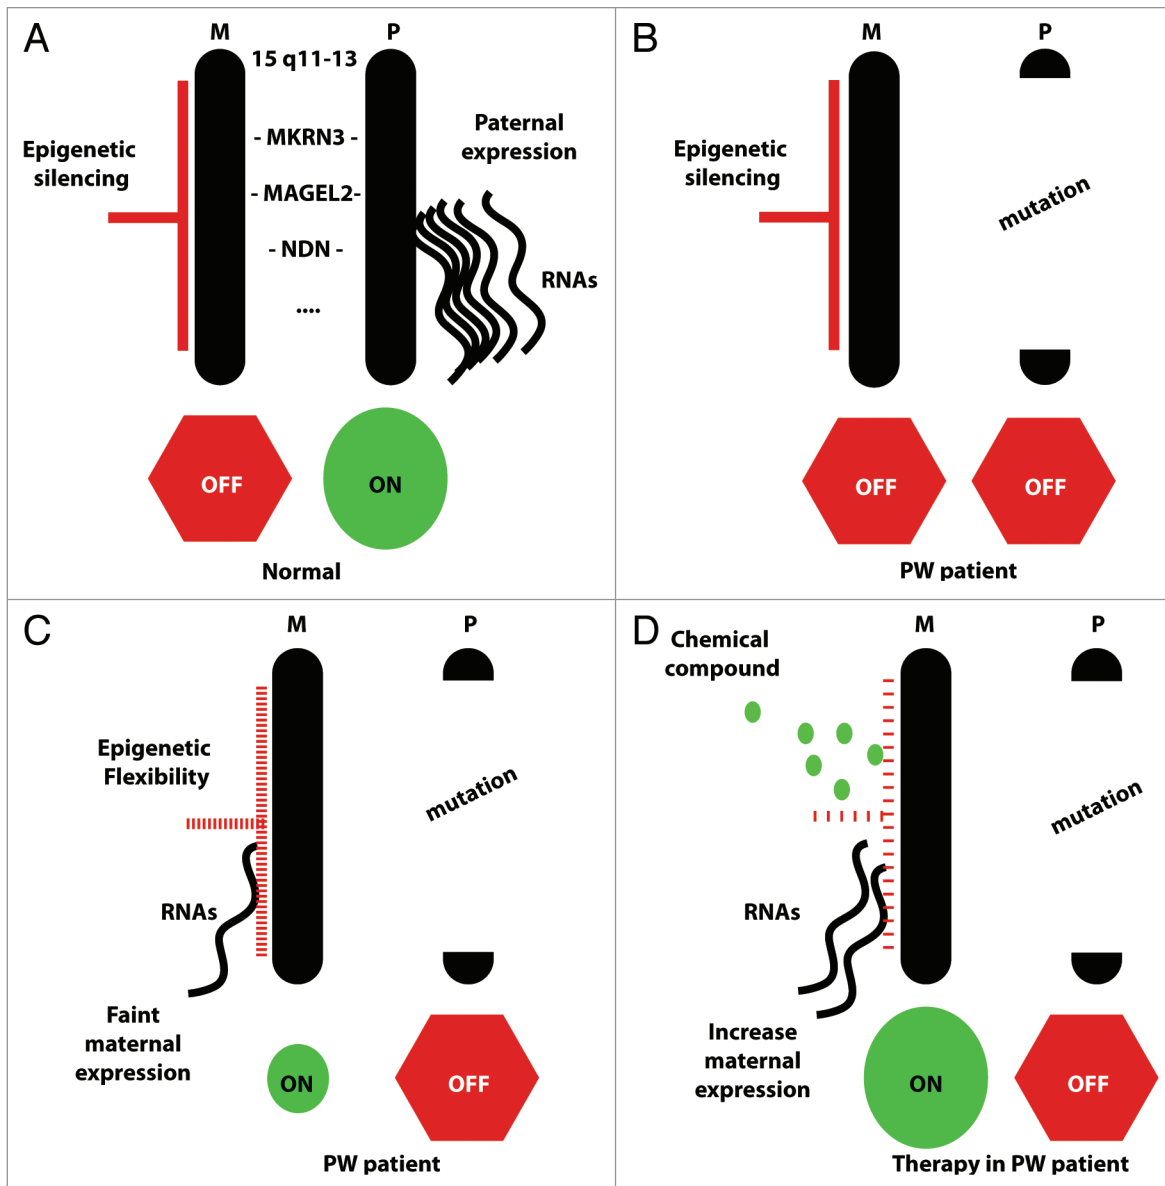 A
M
P
15 q11-13
Epigenetic
silencing
- MKRN3 -
- MAGEL2-
- NDN -
....
Paternal
expression
RNAs
OFF
ON
Normal
B
M
P
Epigenetic
silencing
mutation
OFF
OFF
PW patient
C
M
P
Epigenetic
Flexibility
mutation
RNAs
Faint
maternal
expression
ON
OFF
PW patient
D
Chemical
compound
M
P
mutation
RNAs
Increase
maternal
expression
ON
OFF
Therapy in PW patient